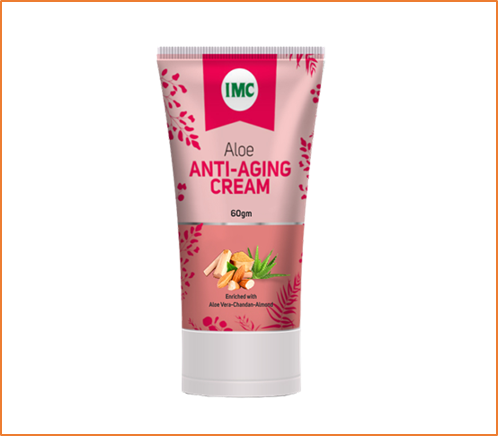 IMC
Aloe
ANTI-AGING
CREAM
60gm
Enriched with
Aloe Vera-Chandan-Almond